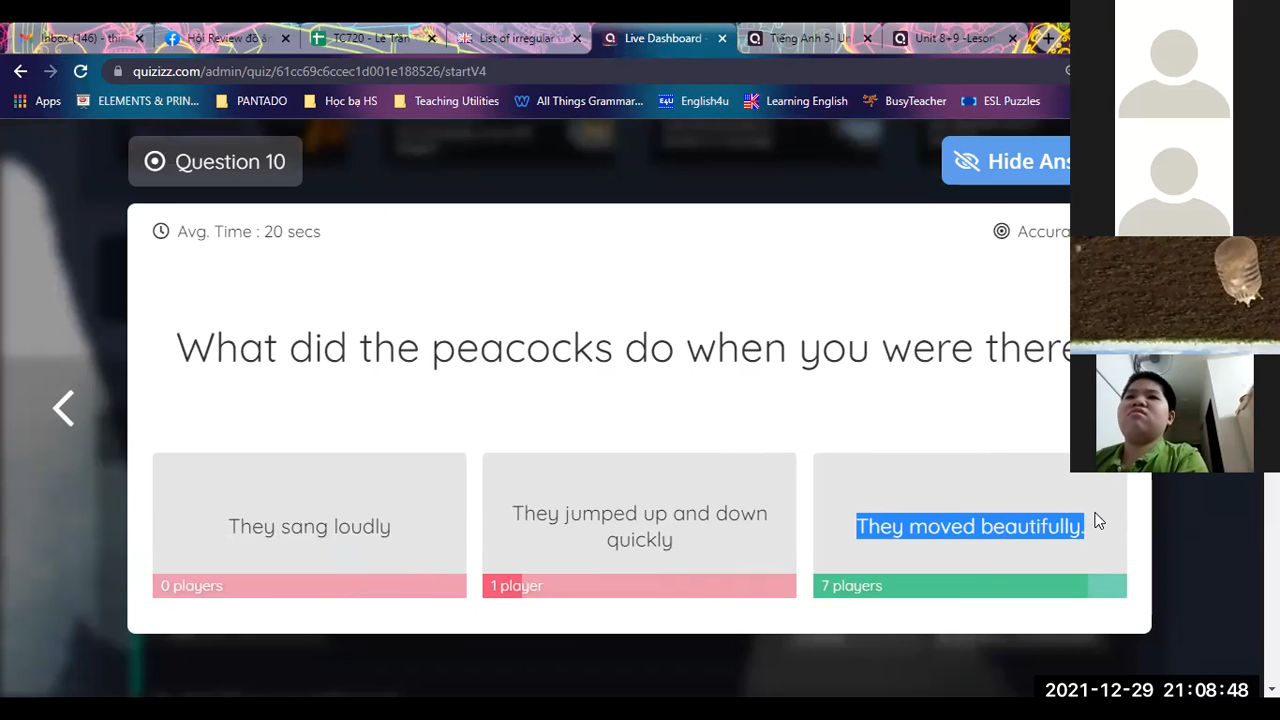 Inbox (146) - thi
Hội Review đồ ăn
TC720 - Lê Trần
List of irregular
Live Dashboard -
Tiếng Anh 5- Un
Unit 8+9 -Leson
quizizz.com/admin/quiz/61cc69c6ccec1d001e188526/startV4
Apps
ELEMENTS & PRIN...
PANTADO
Học bạ HS
Teaching Utilities
All Things Grammar...
E4U
English4u
Learning English
BusyTeacher
ESL Puzzles
Question 10
Hide Ans
Avg. Time : 20 secs
Accura
What did the peacocks do when you were there
They sang loudly
They jumped up and down
quickly
They moved beautifully.
0 players
1 player
7 players
2021-12-29 21:08:48